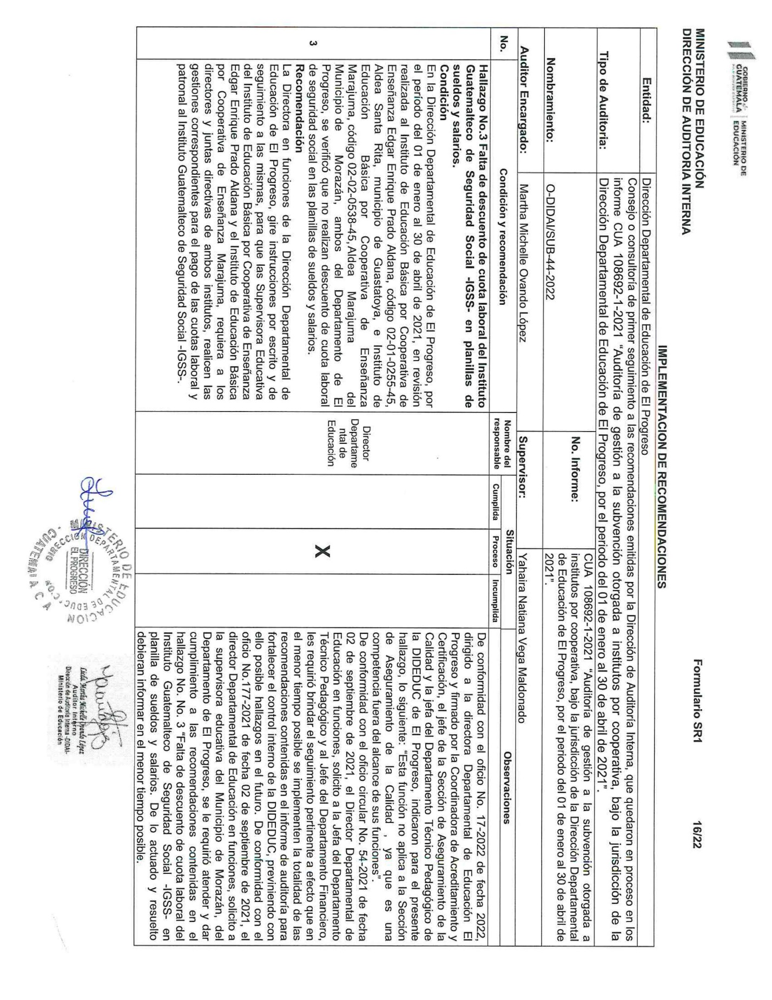 GOBIERNO de
GUATEMALA
MINISTERIO DE
EDUCACIÓN
MINISTERIO DE EDUCACIÓN
DIRECCIÓN DE AUDITORIA INTERNA
Formulario SR1
16/22
IMPLEMENTACION DE RECOMENDACIONES
Entidad:
Dirección Departamental de Educación de El Progreso
Tipo de Auditoria:
Consejo o consultoría de primer seguimiento a las recomendaciones emitidas por la Dirección de Auditoría Interna, que quedaron en proceso en los
informe CUA 108692-1-2021 “Auditoría de gestión a la subvención otorgada a institutos por cooperativa, bajo la jurisdicción de la
Dirección Departamental de Educación de El Progreso, por el periodo del 01 de enero al 30 de abril de 2021”.
Nombramiento:
O-DIDAI/SUB-44-2022
No. Informe:
CUA 108692-1-2021 “Auditoría de gestión a la subvención otorgada a
institutos por cooperativa, bajo la jurisdicción de la Dirección Departamental
de Educación de El Progreso, por el periodo del 01 de enero al 30 de abril de
2021”.
Auditor Encargado:
Martha Michelle Ovando López
Supervisor:
Yahaira Natiana Vega Maldonado
No.
Condición y recomendación
Nombre del
responsable
Situación
Cumplida
Proceso
Incumplida
Observaciones
3
Hallazgo No.3 Falta de descuento de cuota laboral del Instituto
Guatemalteco de Seguridad Social -IGSS- en planillas de
sueldos y salarios.
Condición
En la Dirección Departamental de Educación de El Progreso, por
el período del 01 de enero al 30 de abril de 2021, en revisión
realizada al Instituto de Educación Básica por Cooperativa de
Enseñanza Edgar Enrique Prado Aldana, código 02-01-0255-45,
Aldea Santa Rita, municipio de Guastatoya, e Instituto de
Educación Básica por Cooperativa de Enseñanza
Marajuma, código 02-02-0538-45, Aldea Marajuma del
Municipio de Morazán, ambos del Departamento de El
Progreso, se verificó que no realizan descuento de cuota laboral
de seguridad social en las planillas de sueldos y salarios.
Recomendación
La Directora en funciones de la Dirección Departamental de
Educación de El Progreso, gire instrucciones por escrito y de
seguimiento a las mismas, para que las Supervisora Educativa
del Instituto de Educación Básica por Cooperativa de Enseñanza
Edgar Enrique Prado Aldana y el Instituto de Educación Básica
por Cooperativa de Enseñanza Marajuma, requiera a los
directores y juntas directivas de ambos institutos, realicen las
gestiones correspondientes para el pago de las cuotas laboral y
patronal al Instituto Guatemalteco de Seguridad Social -IGSS-.
Director
Departame
ntal de
Educación
X
De conformidad con el oficio No. 17-2022 de fecha 2022,
dirigido a la directora Departamental de Educación El
Progreso y firmado por la Coordinadora de Acreditamiento y
Certificación, el jefe de la Sección de Aseguramiento de la
Calidad y la jefa del Departamento Técnico Pedagógico de
la DIDEDUC de El Progreso, indicaron para el presente
hallazgo, lo siguiente: “Esta función no aplica a la Sección
de Aseguramiento de la Calidad , ya que es una
competencia fuera del alcance de sus funciones”.
De conformidad con el oficio circular No. 54-2021 de fecha
02 de septiembre de 2021, el Director Departamental de
Educación en funciones, solicito a la Jefa del Departamento
Técnico Pedagógico y al Jefe del Departamento Financiero,
les requirió brindar el seguimiento pertinente a efecto que en
el menor tiempo posible se implementen la totalidad de las
recomendaciones contenidas en el informe de auditoría para
fortalecer el control interno de la DIDEDUC, previniendo con
ello posible hallazgos en el futuro. De conformidad con el
oficio No.177-2021 de fecha 02 de septiembre de 2021, el
director Departamental de Educación en funciones, solicito a
la supervisora educativa del Municipio de Morazán, del
Departamento de El Progreso, se le requirió atender y dar
cumplimiento a las recomendaciones contenidas en el
hallazgo No. No. 3 “Falta de descuento de cuota laboral del
Instituto Guatemalteco de Seguridad Social -IGSS- en
planilla de sueldos y salarios. De lo actuado y resuelto
debieran informar en el menor tiempo posible.
MINISTERIO DE EDUCACION
DIRECCION DEPARTAMENTAL DE EDUC.
DIRECCIÓN
EL PROGRESO
GUATEMALA C A
Licda. Martha Michelle Ovando López
Auditor Interno
Dirección de Auditoría Interna -DIDAI-
Ministerio de Educación